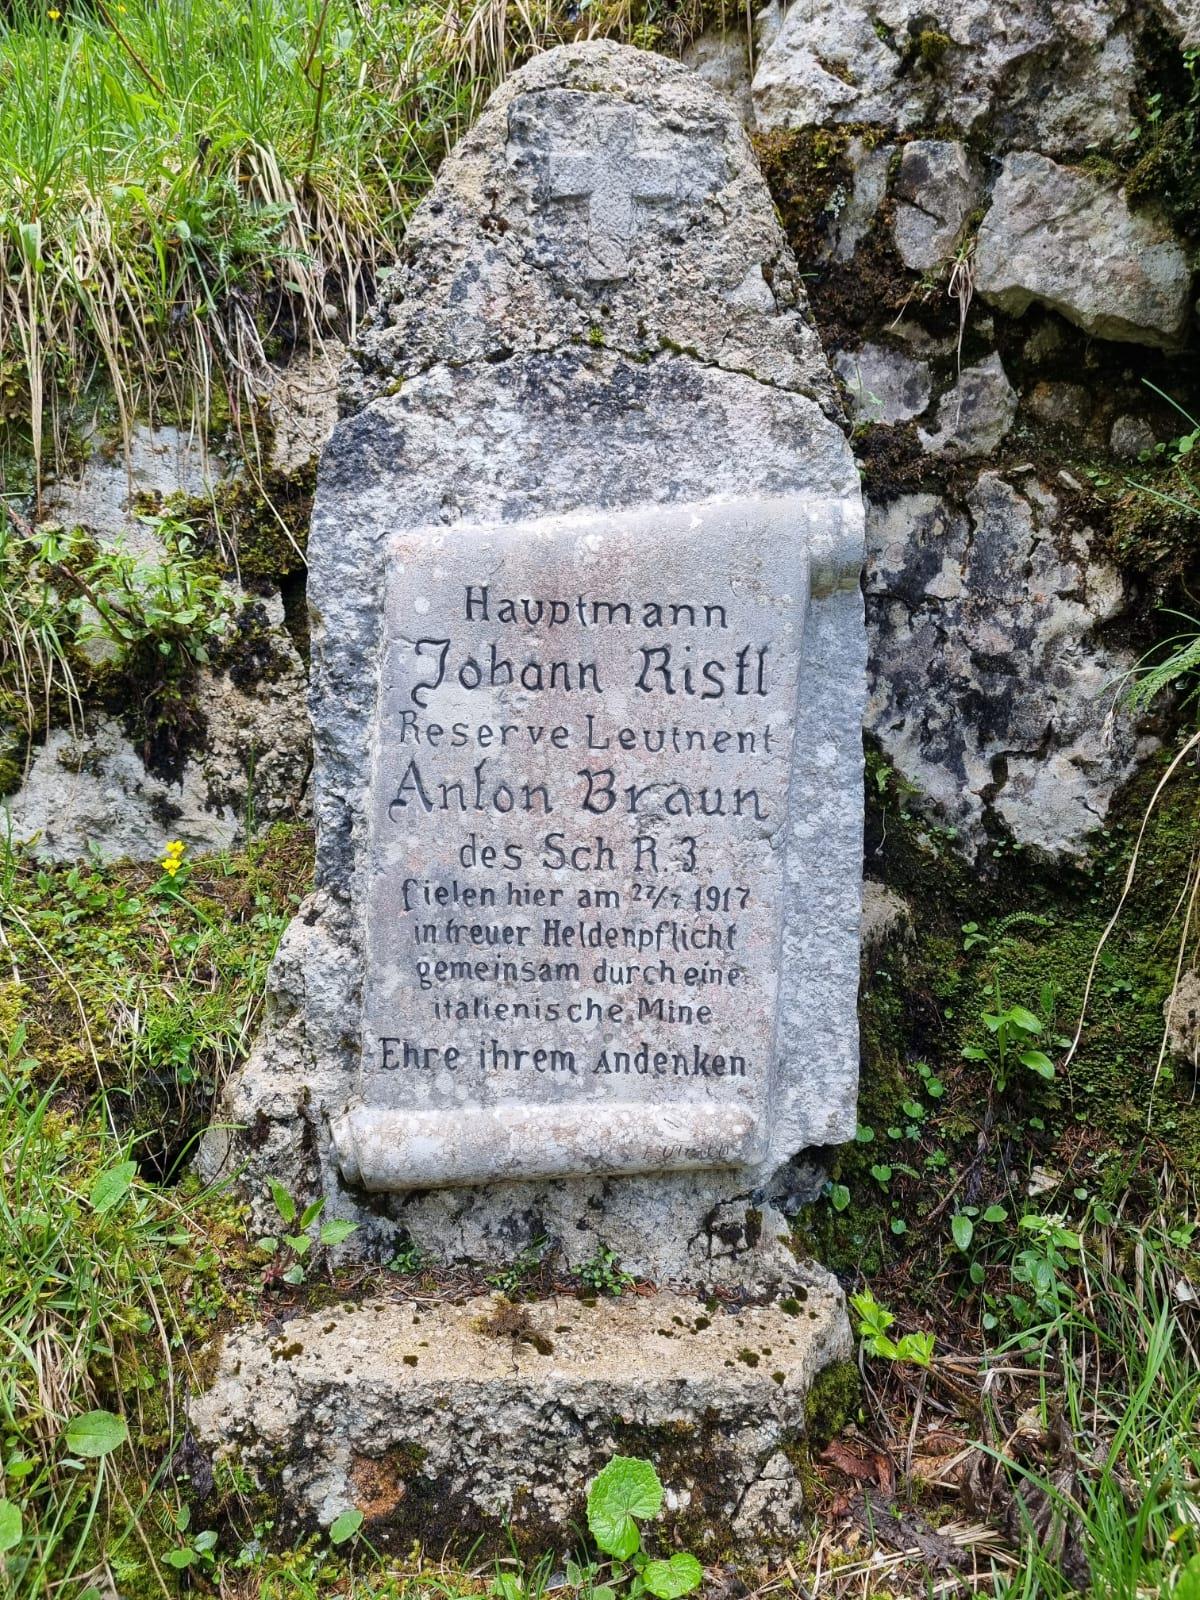 Hauptmann
Johann Ristl
Reserve Leutnent
Anton Braun
des Sch R. 3.
fielen hier am 27/7 1917
in treuer Heldenpflicht
gemeinsam durch eine
italienische Mine
Ehre ihrem Andenken